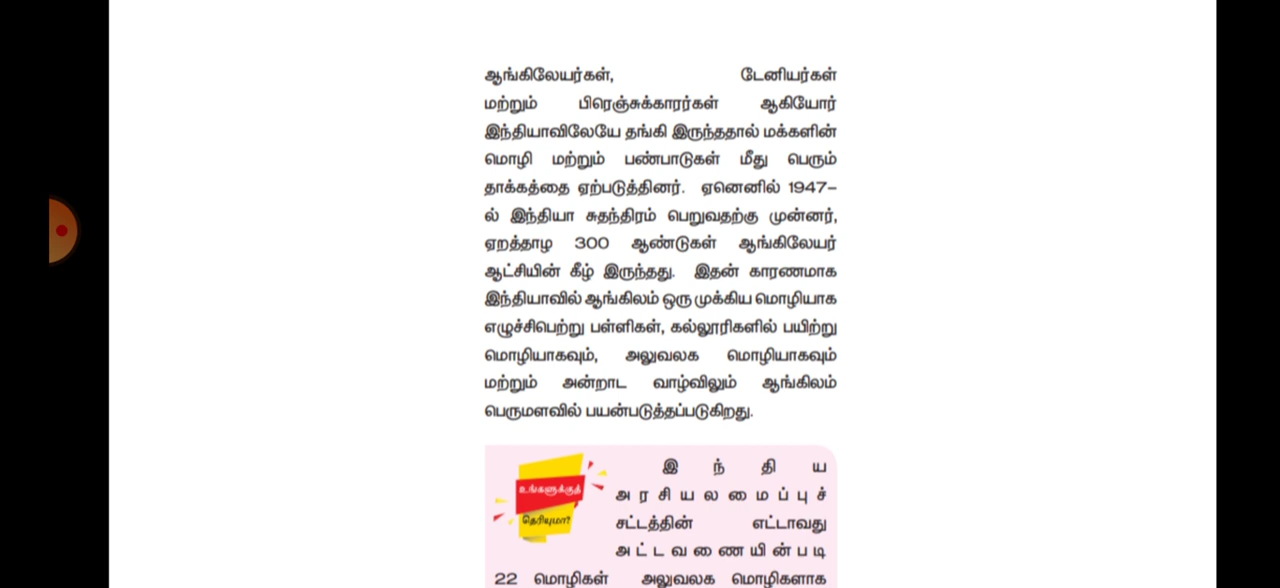 ஆங்கிலேயர்கள், டேனியர்கள்
மற்றும் பிரெஞ்சுக்காரர்கள் ஆகியோர்
இந்தியாவிலேயே தங்கி இருந்ததால் மக்களின்
மொழி மற்றும் பண்பாடுகள் மீது பெரும்
தாக்கத்தை ஏற்படுத்தினர். ஏனெனில் 1947–
ல் இந்தியா சுதந்திரம் பெறுவதற்கு முன்னர்,
ஏறத்தாழ 300 ஆண்டுகள் ஆங்கிலேயர்
ஆட்சியின் கீழ் இருந்தது. இதன் காரணமாக
இந்தியாவில் ஆங்கிலம் ஒரு முக்கிய மொழியாக
எழுச்சிபெற்று பள்ளிகள், கல்லூரிகளில் பயிற்று
மொழியாகவும், அலுவலக மொழியாகவும்
மற்றும் அன்றாட வாழ்விலும் ஆங்கிலம்
பெருமளவில் பயன்படுத்தப்படுகிறது.
உங்களுக்குத்
தெரியுமா?
இந்திய
அரசியலமைப்புச்
சட்டத்தின் எட்டாவது
அட்டவணையின்படி
22 மொழிகள் அலுவலக மொழிகளாக